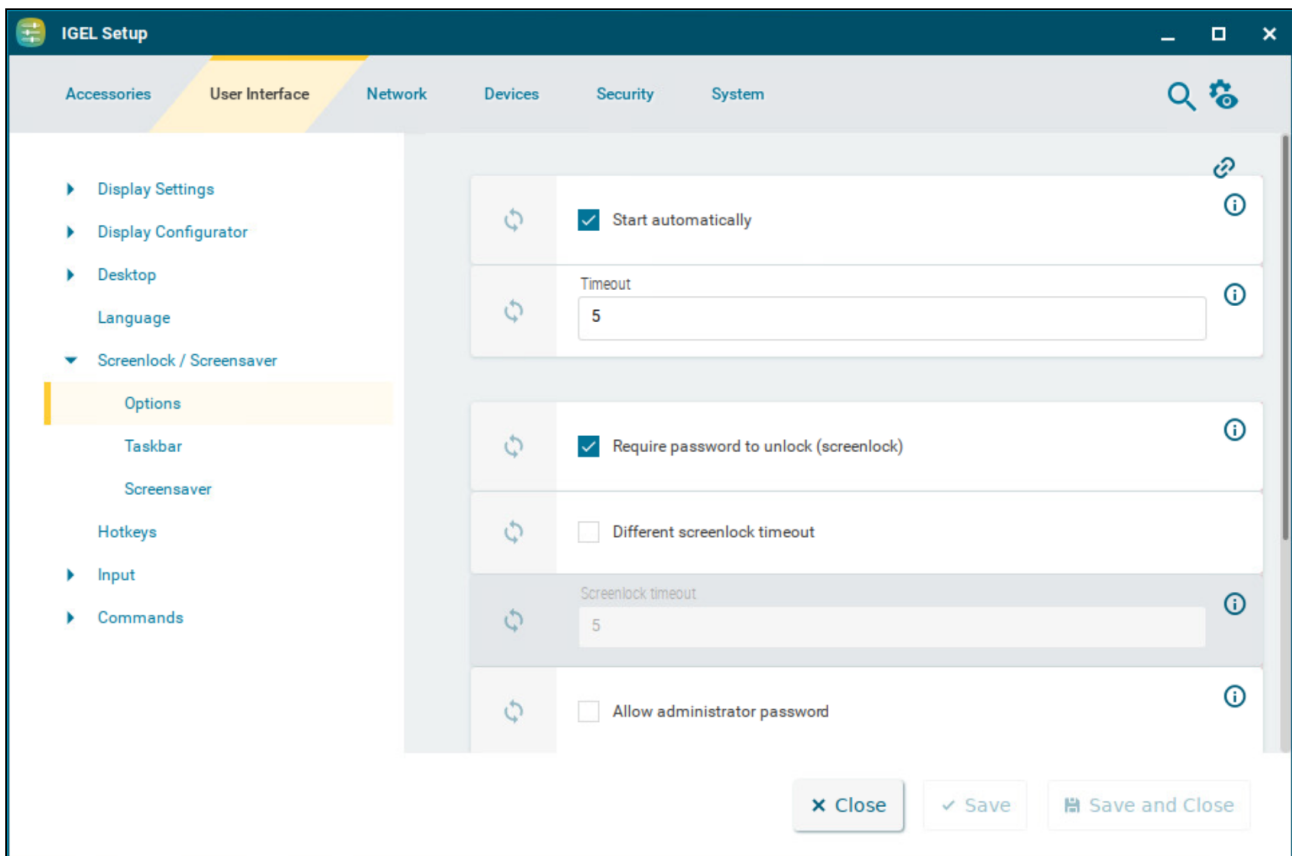 IGEL Setup
Accessories
User Interface
Network
Devices
Security
System
Display Settings
Display Configurator
Desktop
Language
Screenlock / Screensaver
Options
Taskbar
Screensaver
Hotkeys
Input
Commands
Start automatically
Timeout
5
Require password to unlock (screenlock)
Different screenlock timeout
Screenlock timeout
5
Allow administrator password
Close
Save
Save and Close